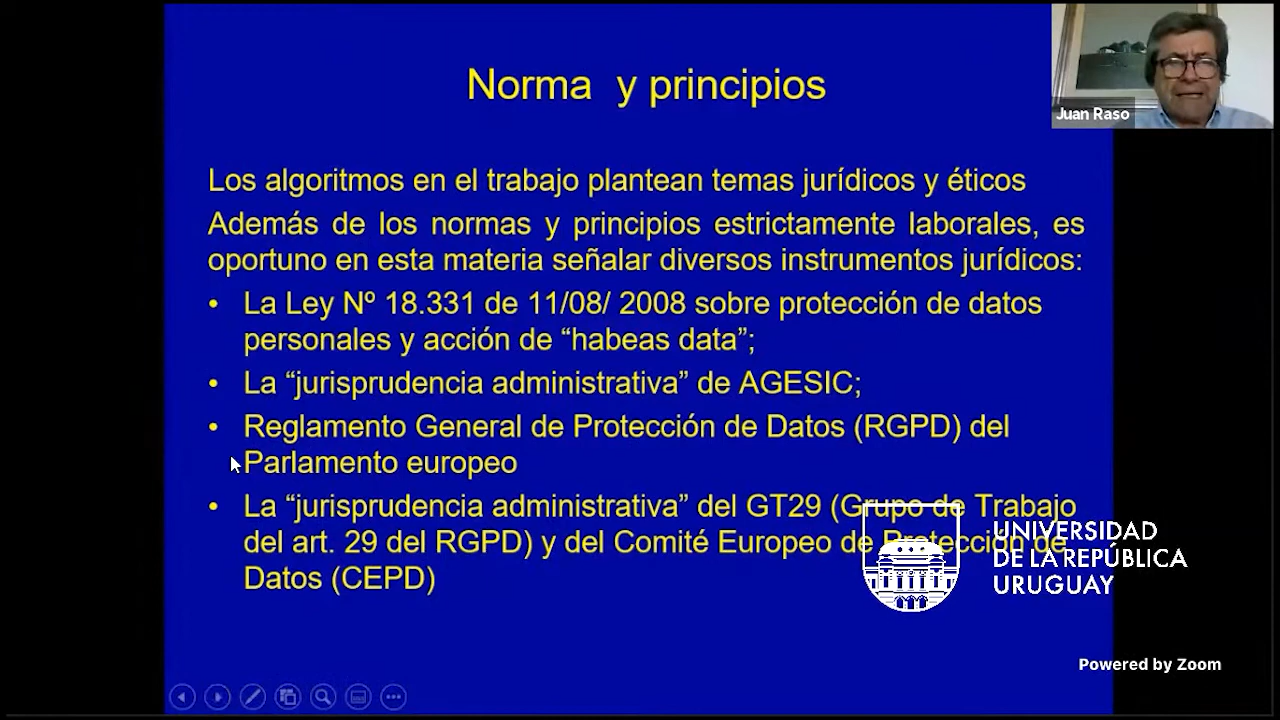 Norma y principios
Juan Raso
Los algoritmos en el trabajo plantean temas jurídicos y éticos
Además de los normas y principios estrictamente laborales, es
oportuno en esta materia señalar diversos instrumentos jurídicos:
• La Ley Nº 18.331 de 11/08/ 2008 sobre protección de datos
personales y acción de “habeas data”;
• La “jurisprudencia administrativa” de AGESIC;
• Reglamento General de Protección de Datos (RGPD) del
Parlamento europeo
• La “jurisprudencia administrativa” del GT29 (Grupo de Trabajo
del art. 29 del RGPD) y del Comité Europeo de Protección de
Datos (CEPD)
UNIVERSIDAD
DE LA REPÚBLICA
URUGUAY
Powered by Zoom